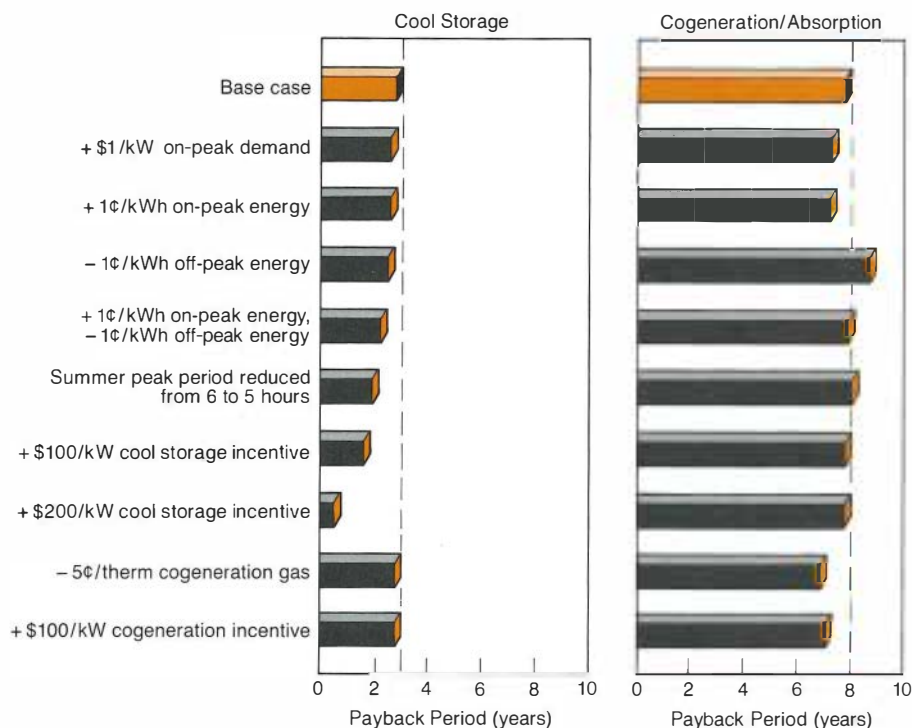 Cool Storage
Cogeneration/Absorption
Base case
+ $1/kW on-peak demand
+ 1¢/kWh on-peak energy
– 1¢/kWh off-peak energy
+ 1¢/kWh on-peak energy,
– 1¢/kWh off-peak energy
Summer peak period reduced
from 6 to 5 hours
+ $100/kW cool storage incentive
+ $200/kW cool storage incentive
– 5¢/therm cogeneration gas
+ $100/kW cogeneration incentive
0 2 4 6 8 10
0 2 4 6 8 10
Payback Period (years)
Payback Period (years)